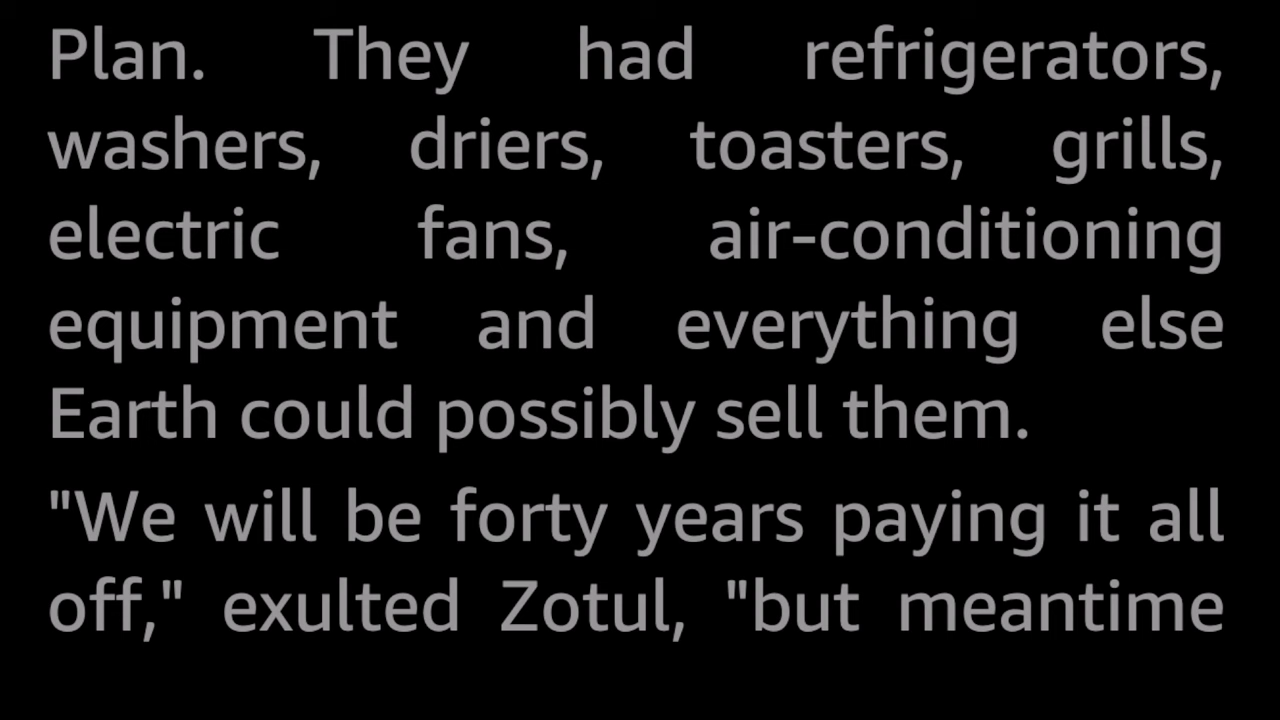 Plan. They had refrigerators,
washers, driers, toasters, grills,
electric fans, air-conditioning
equipment and everything else
Earth could possibly sell them.
"We will be forty years paying it all
off," exulted Zotul, "but meantime